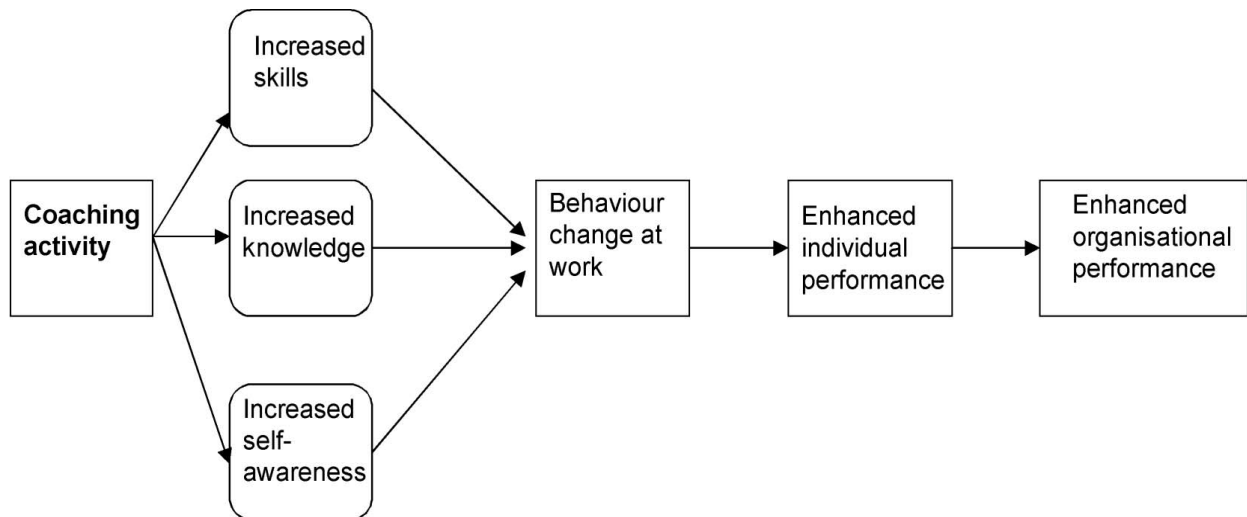 Coaching
activity
Increased
skills
Increased
knowledge
Increased
self-
awareness
Behaviour
change at
work
Enhanced
individual
performance
Enhanced
organisational
performance